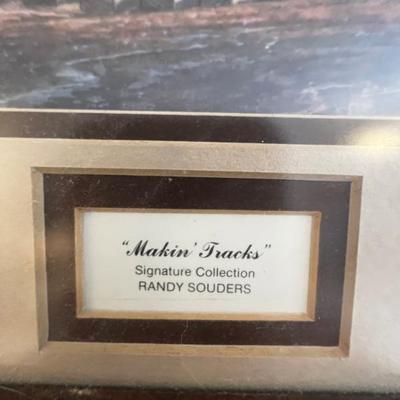 "Makin' Tracks"
Signature Collection
RANDY SOUDERS